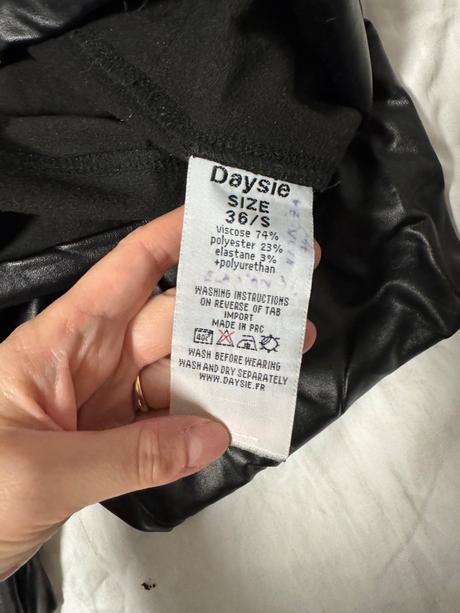 Daysie
SIZE
36/S
viscose 74%
polyester 23%
elastane 3%
+polyurethan
WASHING INSTRUCTIONS
ON REVERSE OF TAB
IMPORT
MADE IN PRC
WASH BEFORE WEARING
WASH AND DRY SEPARATELY
WWW.DAYSIE.FR